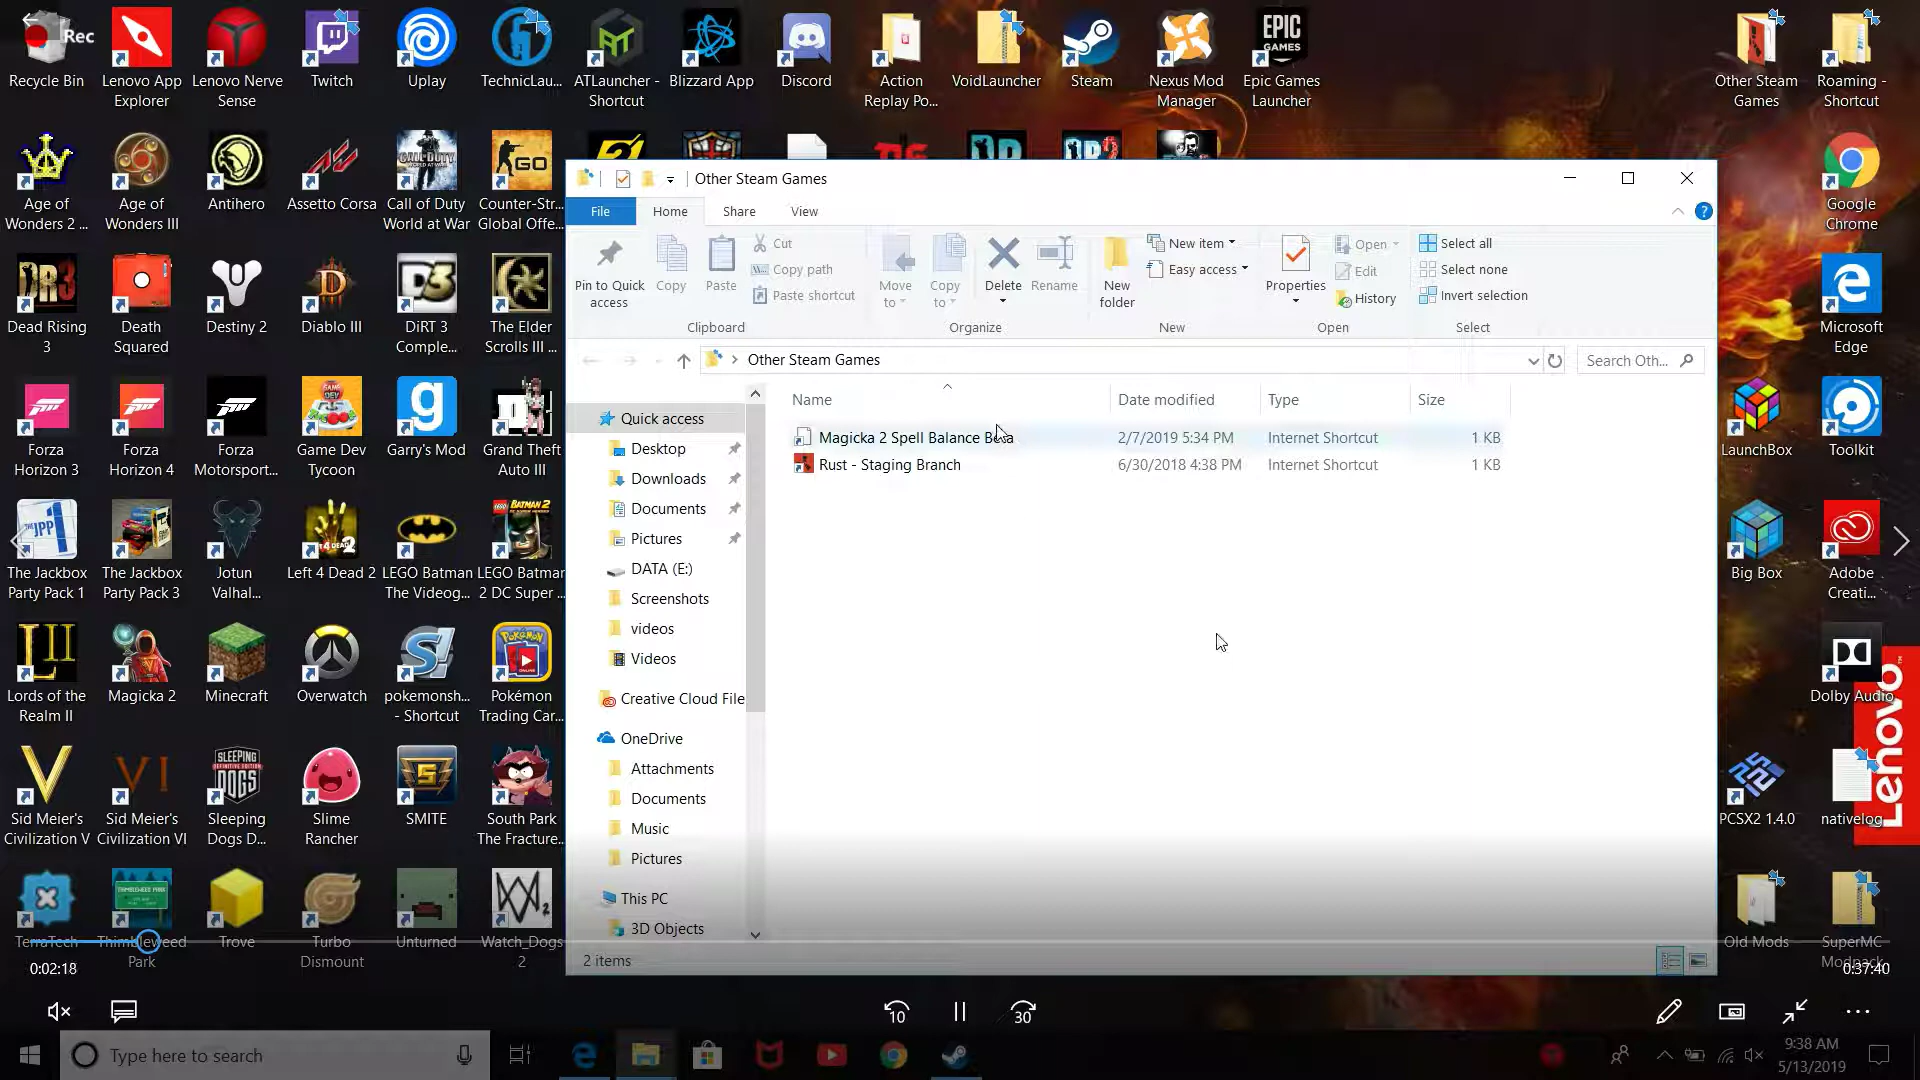 Rec
Recycle Bin
Lenovo App
Explorer
Lenovo Nerve
Sense
Twitch
Uplay
TechnicLau...
ATLauncher -
Shortcut
Blizzard App
Discord
Action
Replay Po...
VoidLauncher
Steam
Nexus Mod
Manager
EPIC
GAMES
Epic Games
Launcher
Other Steam
Games
Roaming -
Shortcut
Age of
Wonders 2 ...
Age of
Wonders III
Antihero
Assetto Corsa
Call of Duty
World at War
GO
Counter-Str...
Global Offe...
Google
Chrome
Other Steam Games
File
Home
Share
View
Pin to Quick
access
Copy
Paste
Cut
Copy path
Paste shortcut
Clipboard
Move
to
Copy
to
Delete
Rename
Organize
New
folder
New item
Easy access
New
Properties
Open
Edit
History
Open
Select all
Select none
Invert selection
Select
Other Steam Games
Search Oth...
Name
Date modified
Type
Size
Magicka 2 Spell Balance Beta
2/7/2019 5:34 PM
Internet Shortcut
1 KB
Rust - Staging Branch
6/30/2018 4:38 PM
Internet Shortcut
1 KB
Quick access
Desktop
Downloads
Documents
Pictures
DATA (E:)
Screenshots
videos
Videos
Creative Cloud File
OneDrive
Attachments
Documents
Music
Pictures
This PC
3D Objects
2 items
DR3
Dead Rising
3
Death
Squared
Destiny 2
Diablo III
D3
DiRT 3
Comple...
The Elder
Scrolls III ...
Microsoft
Edge
Forza
Horizon 3
Forza
Horizon 4
Forza
Motorsport...
GAME DEV
Game Dev
Tycoon
g
Garry's Mod
Grand Theft
Auto III
LaunchBox
Toolkit
The Jackbox
Party Pack 1
The Jackbox
Party Pack 3
Jotun
Valhal...
Left 4 Dead 2
LEGO Batman
The Videog...
LEGO Batman
2 DC Super ...
Big Box
Adobe
Creati...
LII
Lords of the
Realm II
Magicka 2
Minecraft
Overwatch
pokemonsh...
- Shortcut
Pokémon
Trading Car...
Dolby Audio
Lenovo
V
Sid Meier's
Civilization V
VI
Sid Meier's
Civilization VI
SLEEPING
DOGS
Sleeping
Dogs D...
Slime
Rancher
SMITE
South Park
The Fracture...
PCSX2 1.4.0
nativelog
TerraTech
Thimbleweed
Park
Trove
Turbo
Dismount
Unturned
Watch_Dogs
2
Old Mods
SuperMC
Modpack
0:02:18
0:37:40
10
30
Type here to search
9:38 AM
5/13/2019